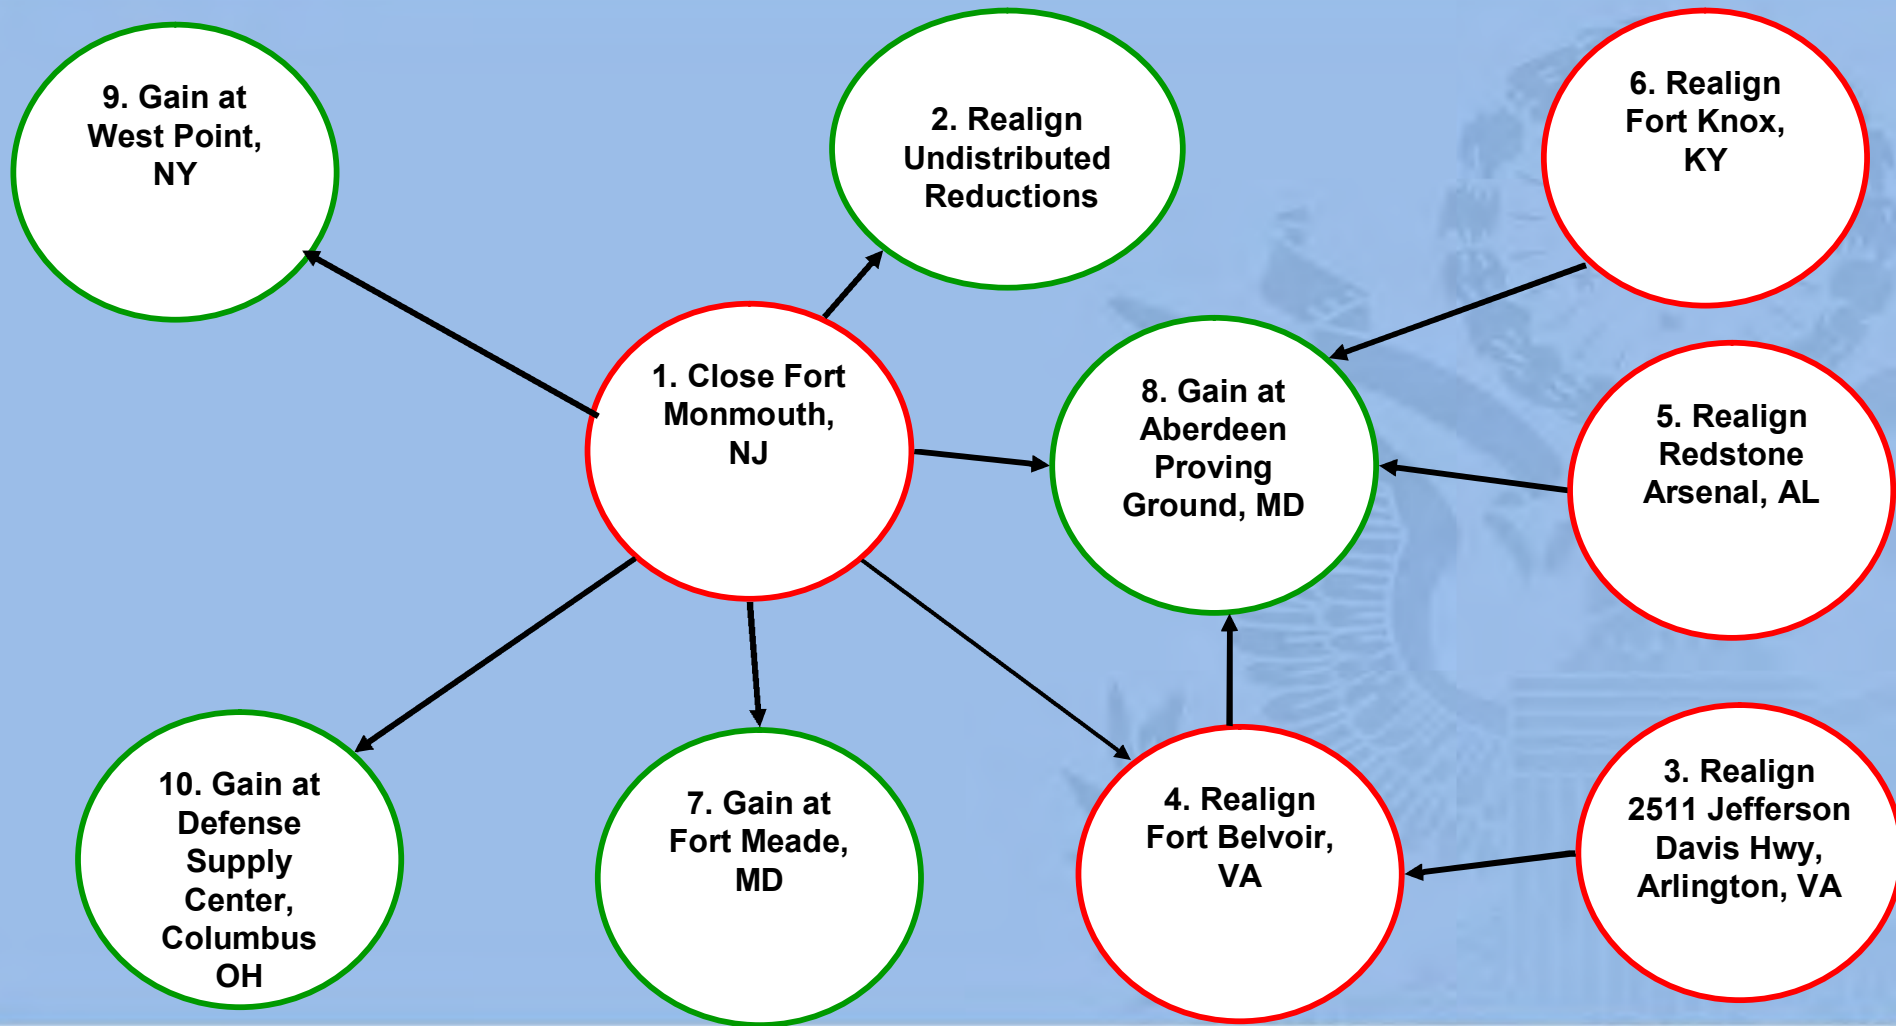 9. Gain at
West Point,
NY
2. Realign
Undistributed
Reductions
6. Realign
Fort Knox,
KY
1. Close Fort
Monmouth,
NJ
8. Gain at
Aberdeen
Proving
Ground, MD
5. Realign
Redstone
Arsenal, AL
10. Gain at
Defense
Supply
Center,
Columbus
OH
7. Gain at
Fort Meade,
MD
4. Realign
Fort Belvoir,
VA
3. Realign
2511 Jefferson
Davis Hwy,
Arlington, VA